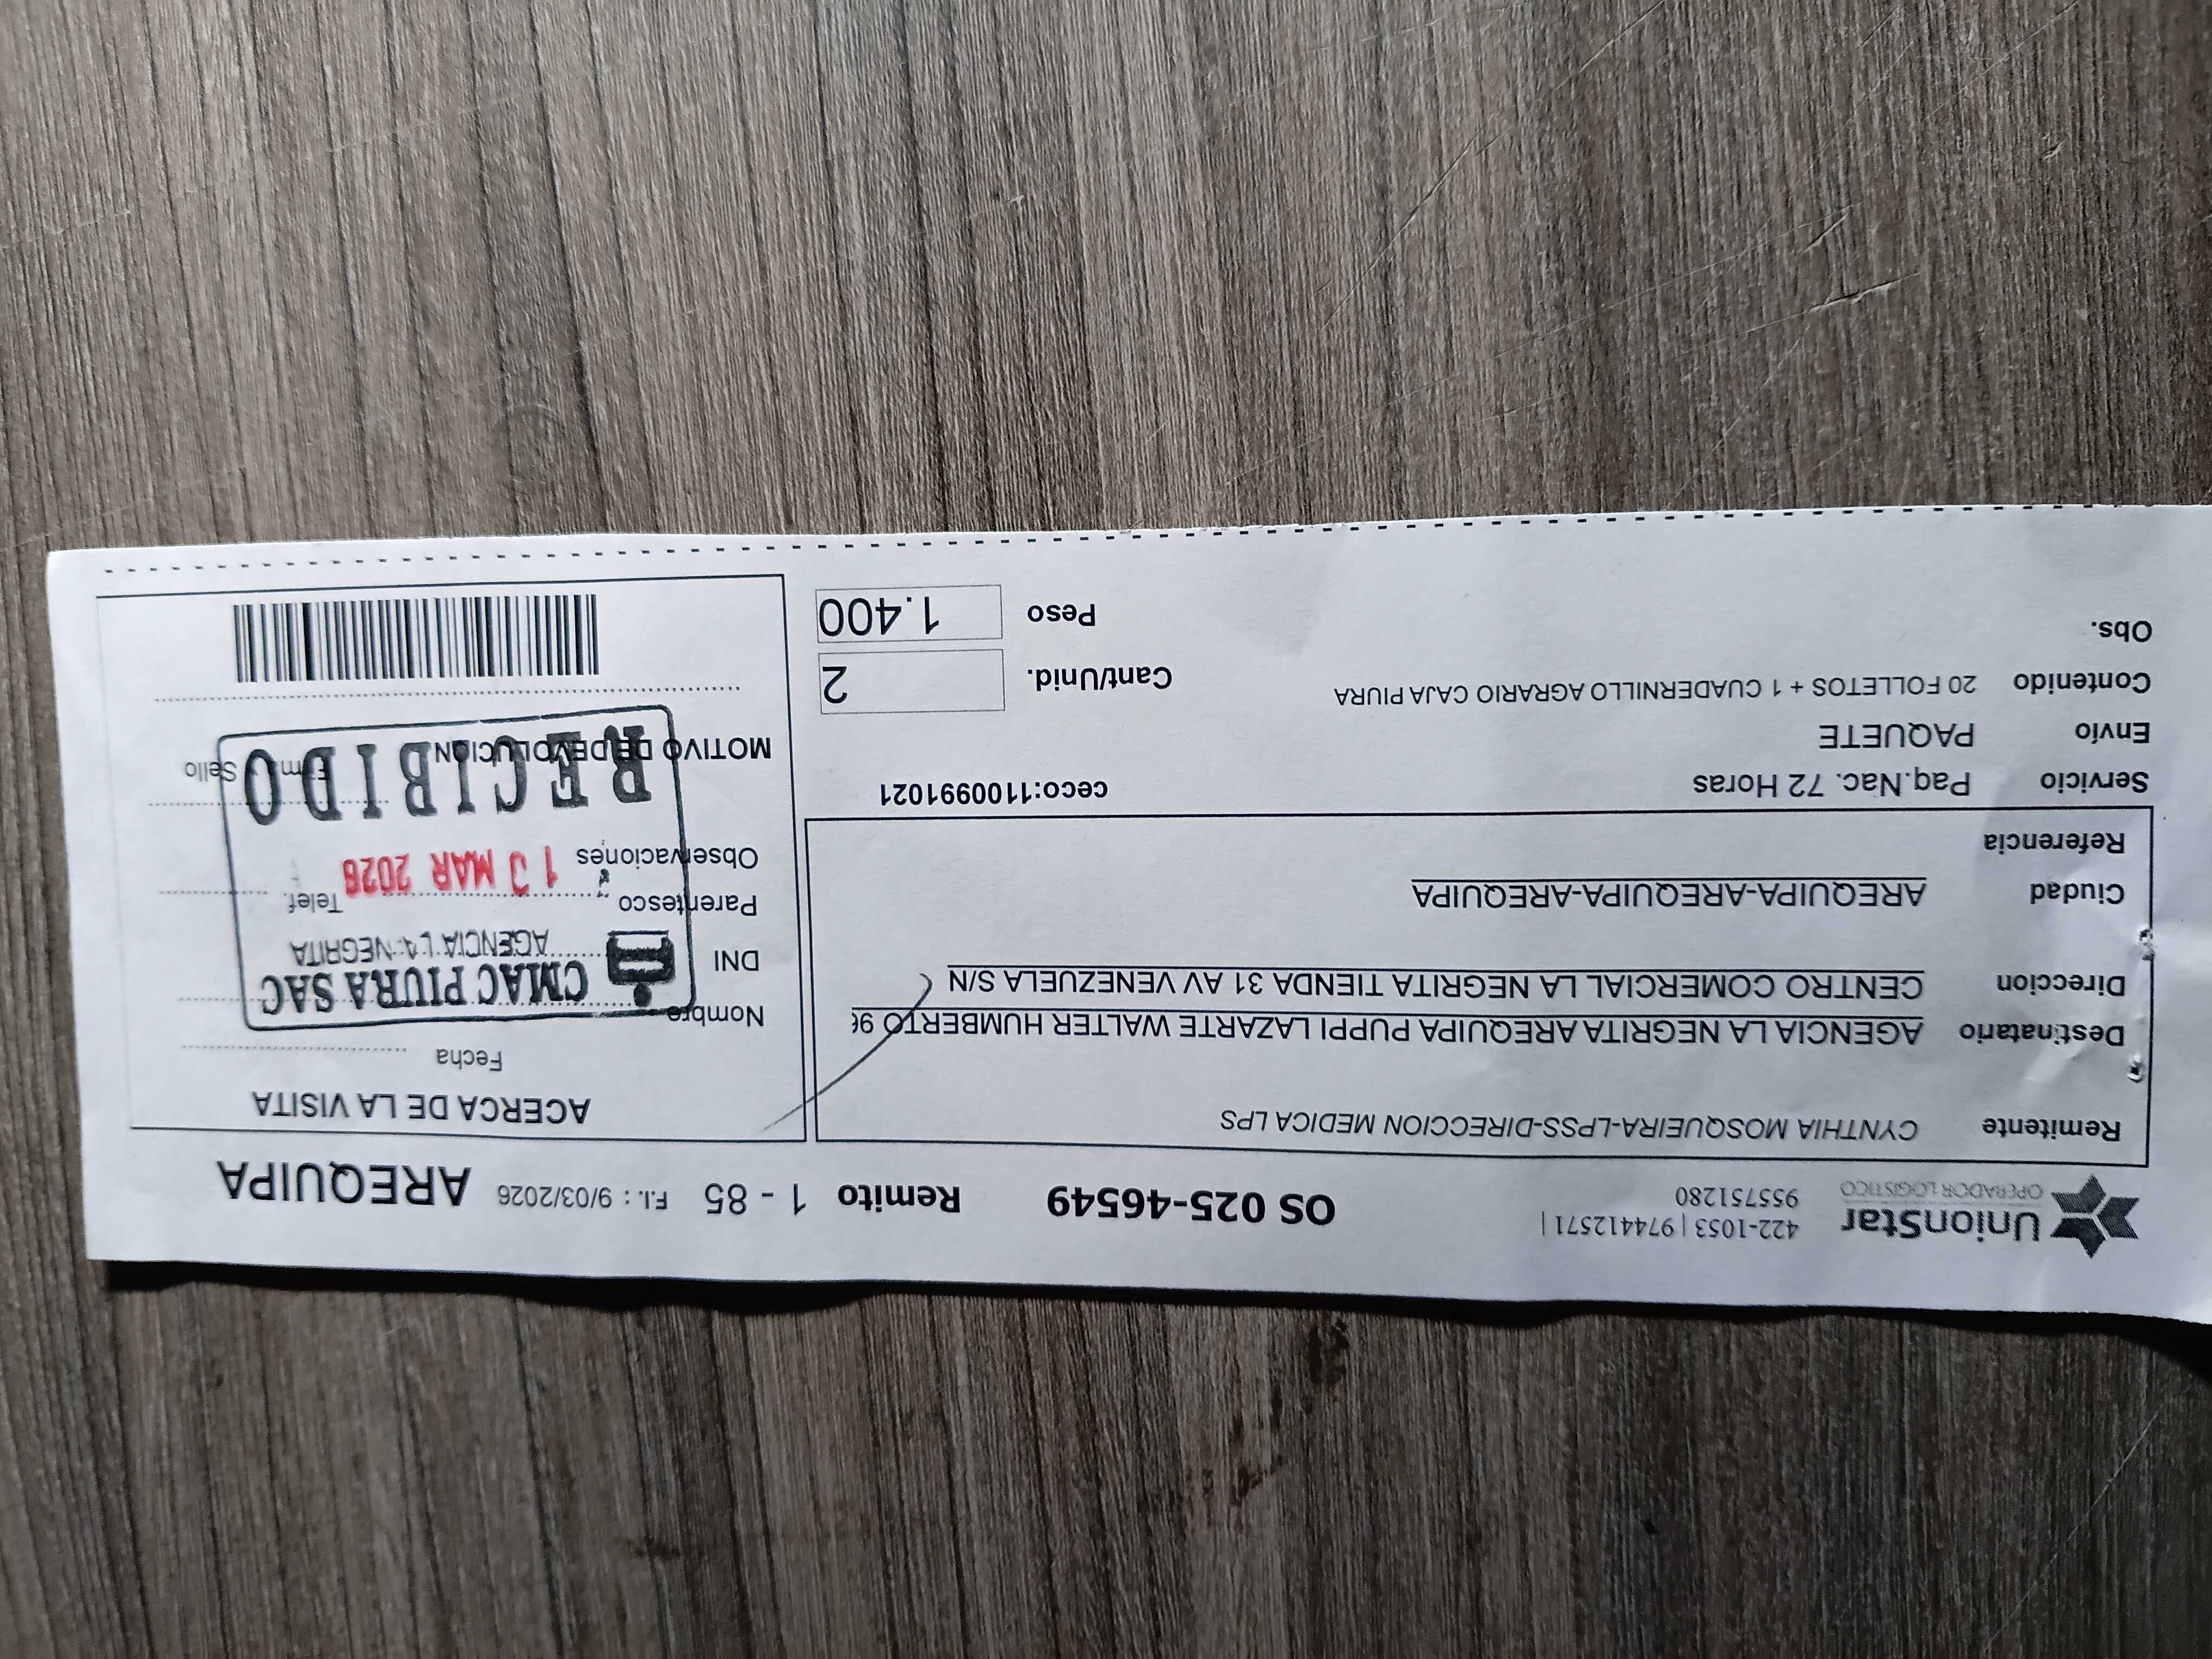 UnionStar
OPERADOR LOGISTICO
422-1053 | 974412571 |
955751280
OS 025-46549
Remito 1 - 85 F.I. : 9/03/2026 AREQUIPA
Remitente CYNTHIA MOSQUEIRA-LPSS-DIRECCION MEDICA LPS
Destinatario AGENCIA LA NEGRITA AREQUIPA PUPPI LAZARTE WALTER HUMBERTO
Direccion CENTRO COMERCIAL LA NEGRITA TIENDA 31 AV VENEZUELA S/N
Ciudad AREQUIPA-AREQUIPA-AREQUIPA
Referencia
Servicio Paq.Nac. 72 Horas ceco:1100991021
Envío PAQUETE
Contenido 20 FOLLETOS + 1 CUADERNILLO AGRARIO CAJA PIURA
Obs.
Cant/Unid. 2
Peso 1.400
ACERCA DE LA VISITA
Fecha
Nombre
DNI
Parentesco Telef.
Observaciones
MOTIVO DE DEVOLUCION
Sello
CMAC PIURA SAC
AGENCIA LA NEGRITA
MAR 2026
RECIBIDO